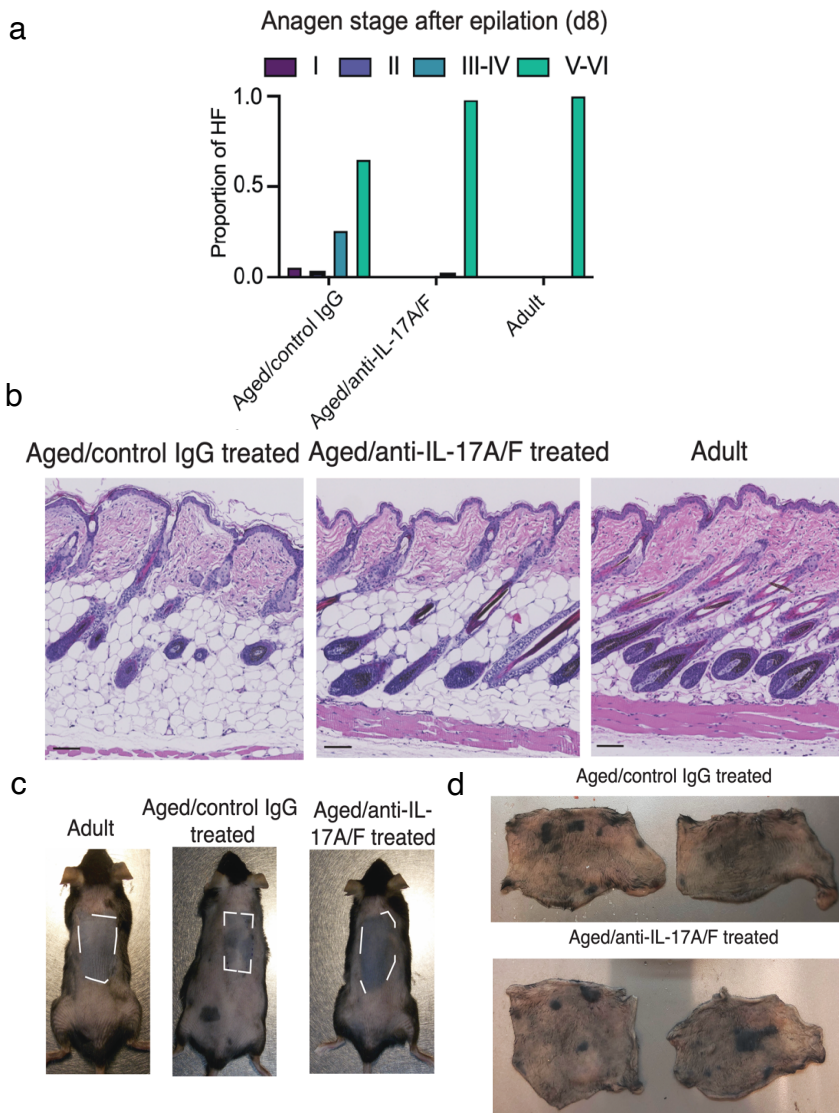 a
Anagen stage after epilation (d8)
I II III-IV V-VI
Proportion of HF
1.0
0.5
0.0
Aged/control IgG
Aged/anti-IL-17A/F
Adult
b
Aged/control IgG treated
Aged/anti-IL-17A/F treated
Adult
c
Adult
Aged/control IgG
treated
Aged/anti-IL-
17A/F treated
d
Aged/control IgG treated
Aged/anti-IL-17A/F treated